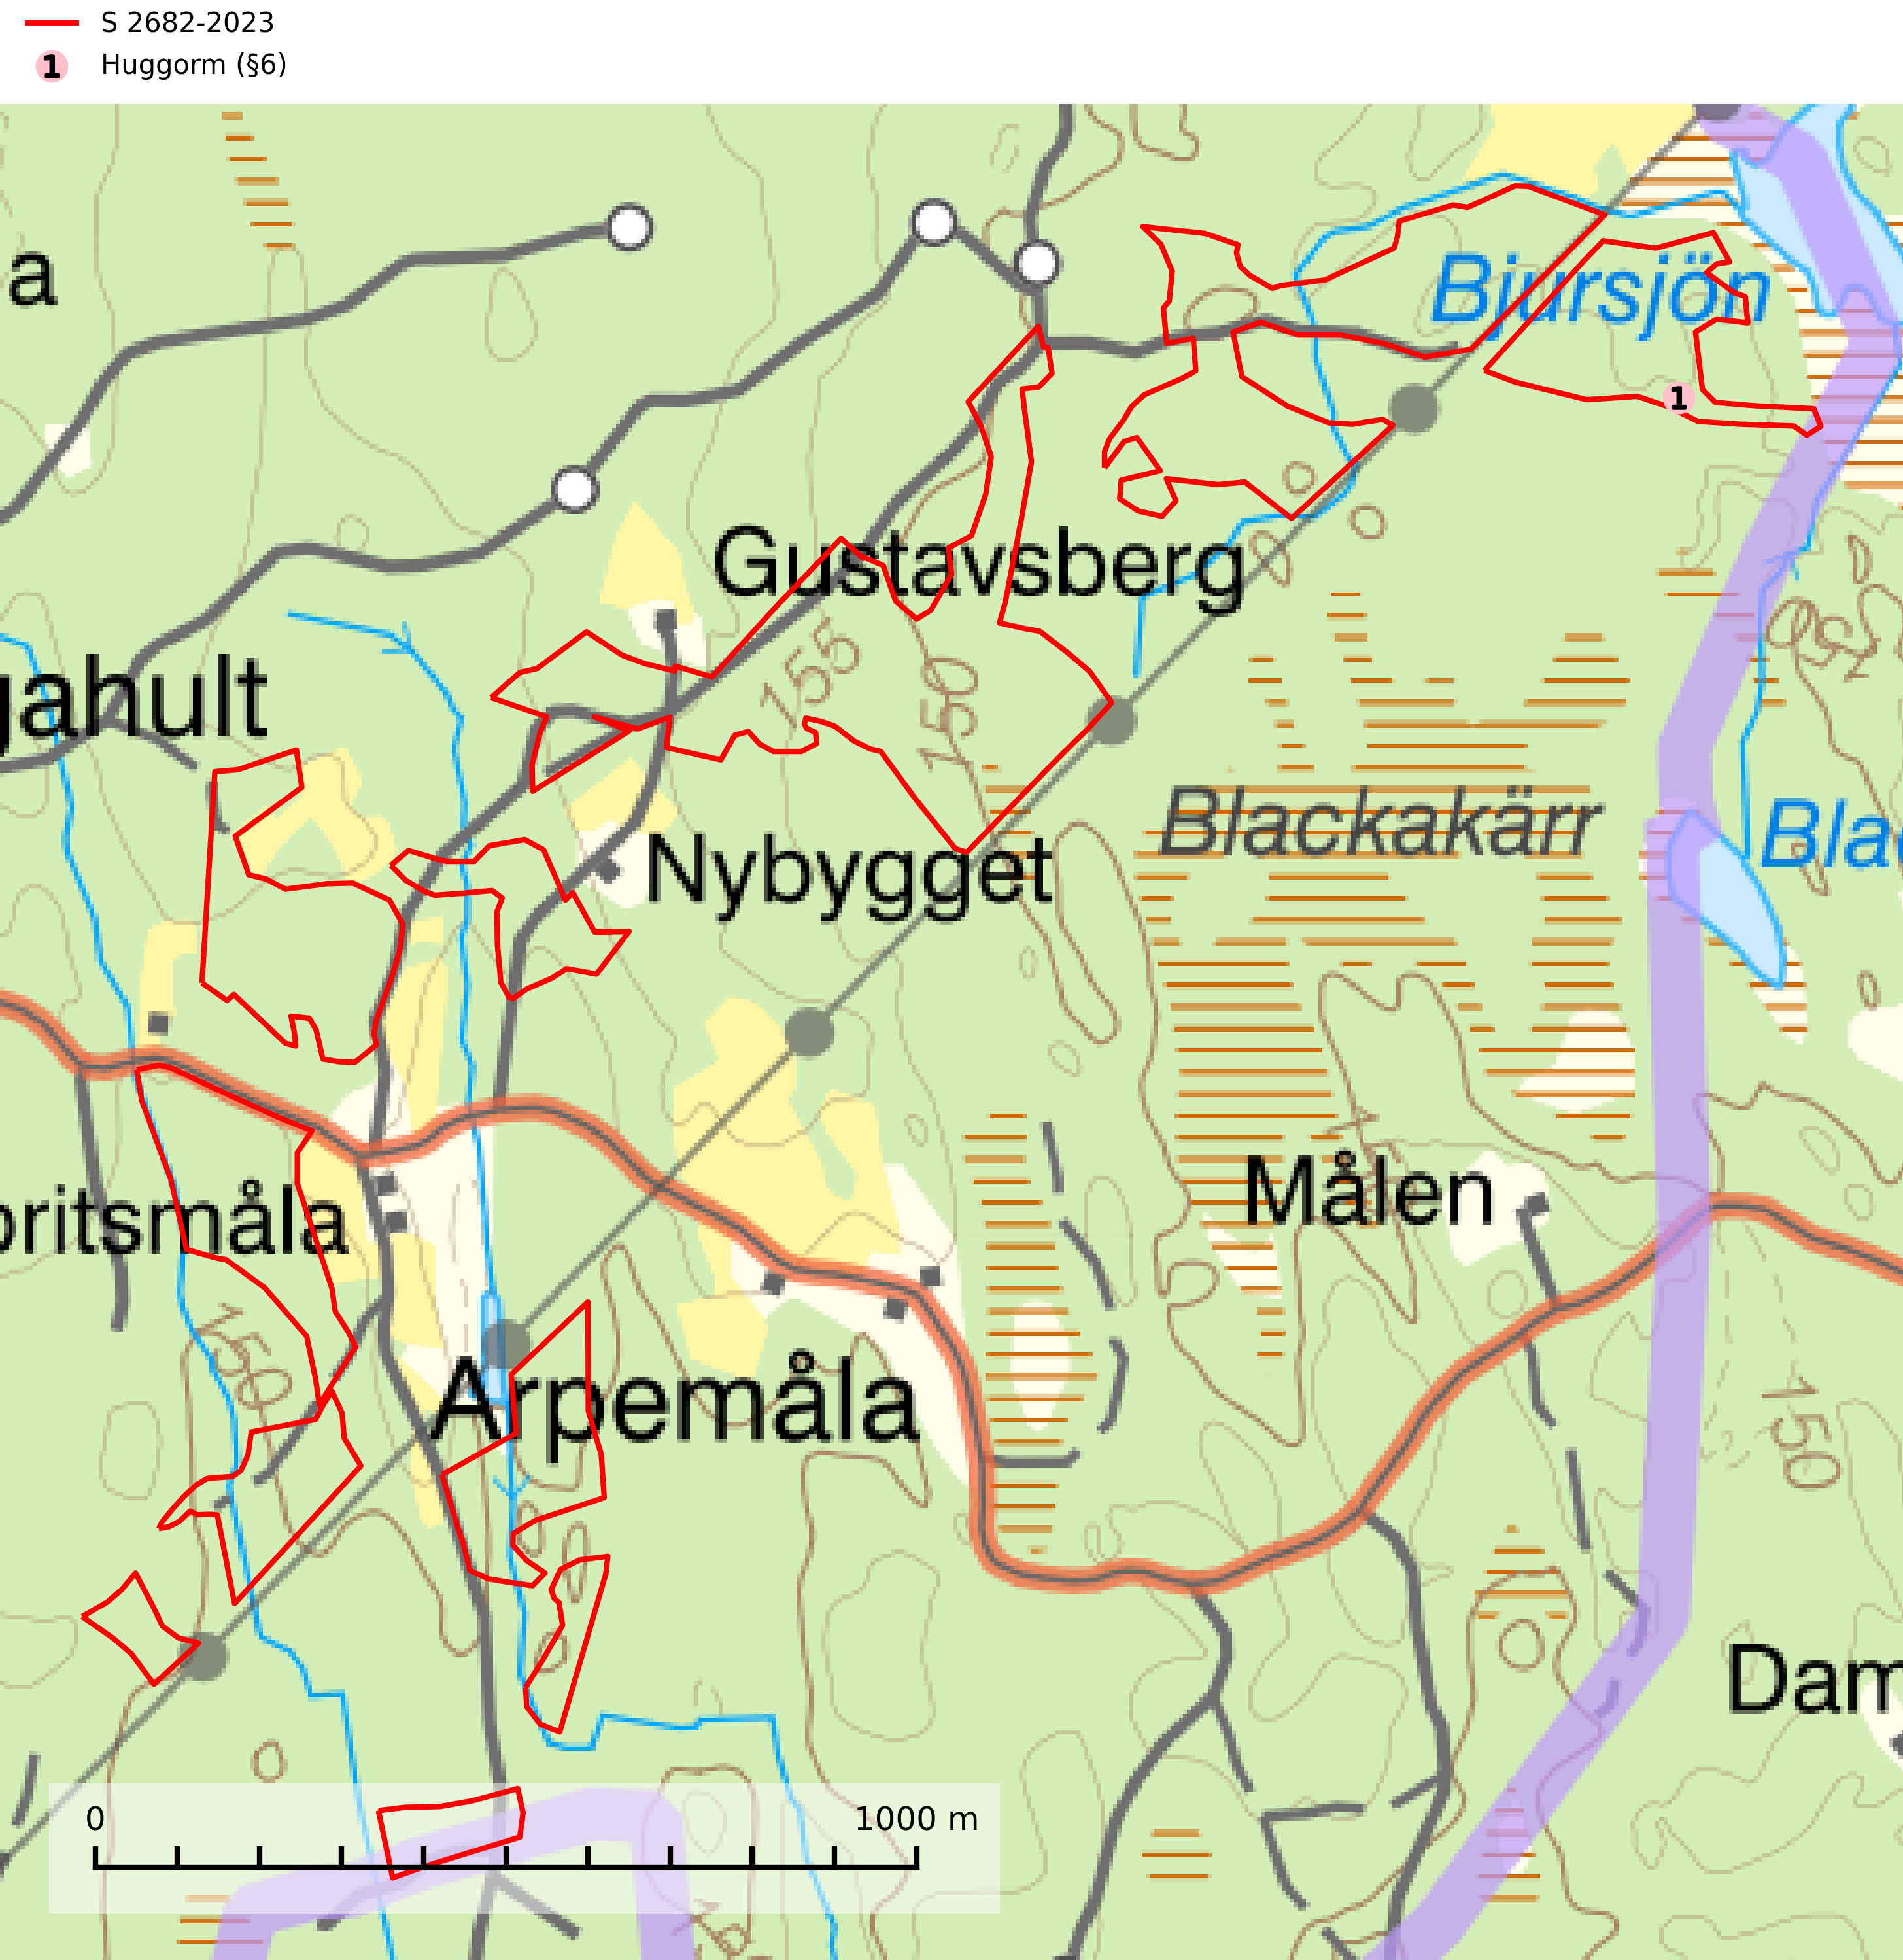 S 2682-2023
1 Huggorm (§6)
a
Bjursjön
1
Gustavsberg
155
150
gahult
Blackakärr
Nybygget
Målen
oritsmåla
150
Arpemåla
150
Dam
0
1000 m